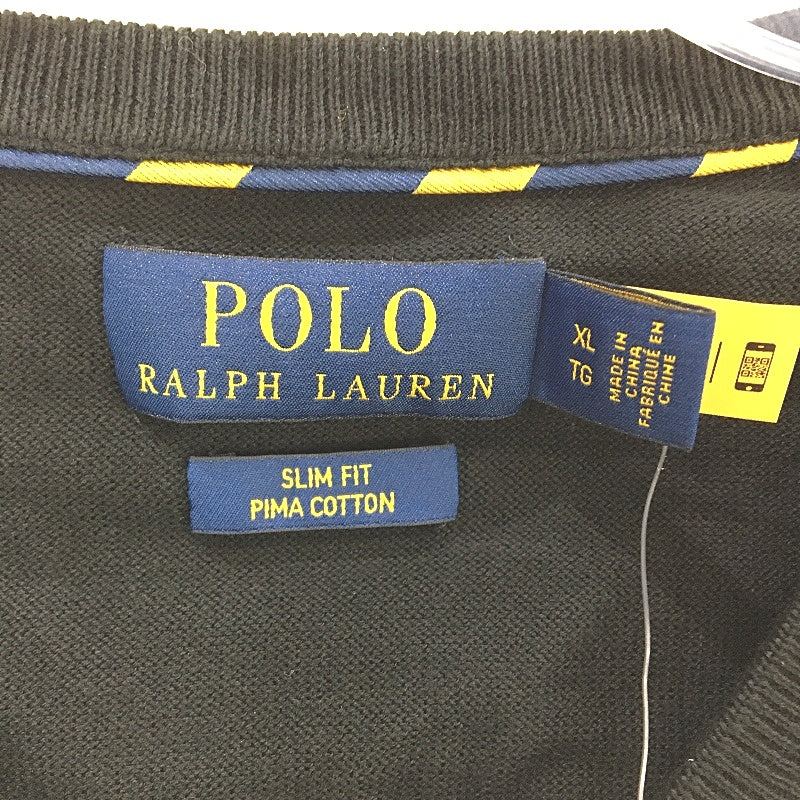 POLO
RALPH LAUREN
XL
TG
MADE IN
CHINA
FABRIQUÉ EN
CHINE
SLIM FIT
PIMA COTTON